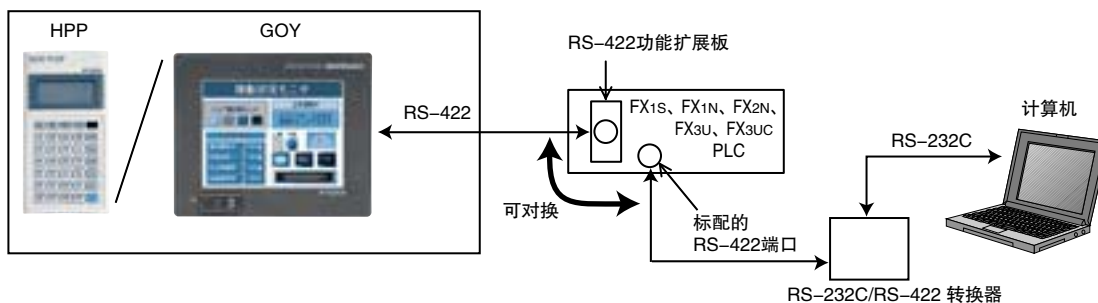 HPP
GOY
RS-422功能扩展板
RS-422
FX1S、FX1N、FX2N、
FX3U、FX3UC
PLC
计算机
RS-232C
可对换
标配的
RS-422端口
RS-232C/RS-422 转换器